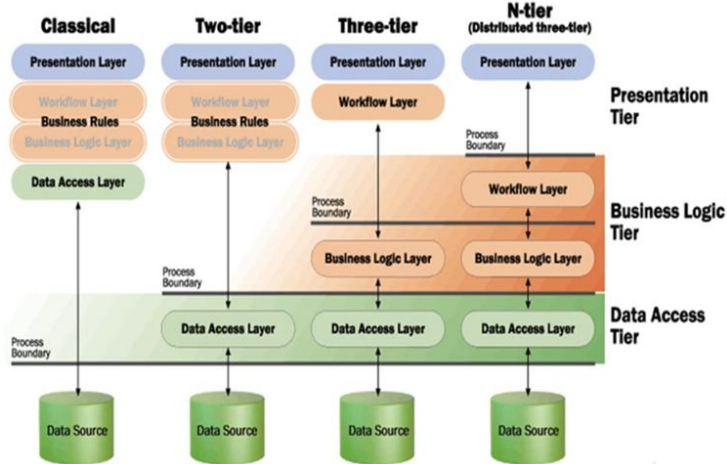 Classical
Two-tier
Three-tier
N-tier
(Distributed three-tier)
Presentation Layer
Presentation Layer
Presentation Layer
Presentation Layer
Workflow Layer
Business Rules
Business Logic Layer
Workflow Layer
Business Rules
Business Logic Layer
Workflow Layer
Presentation
Tier
Data Access Layer
Process
Boundary
Workflow Layer
Process
Boundary
Business Logic
Tier
Business Logic Layer
Business Logic Layer
Process
Boundary
Data Access Layer
Data Access Layer
Data Access Layer
Data Access
Tier
Process
Boundary
Data Source
Data Source
Data Source
Data Source